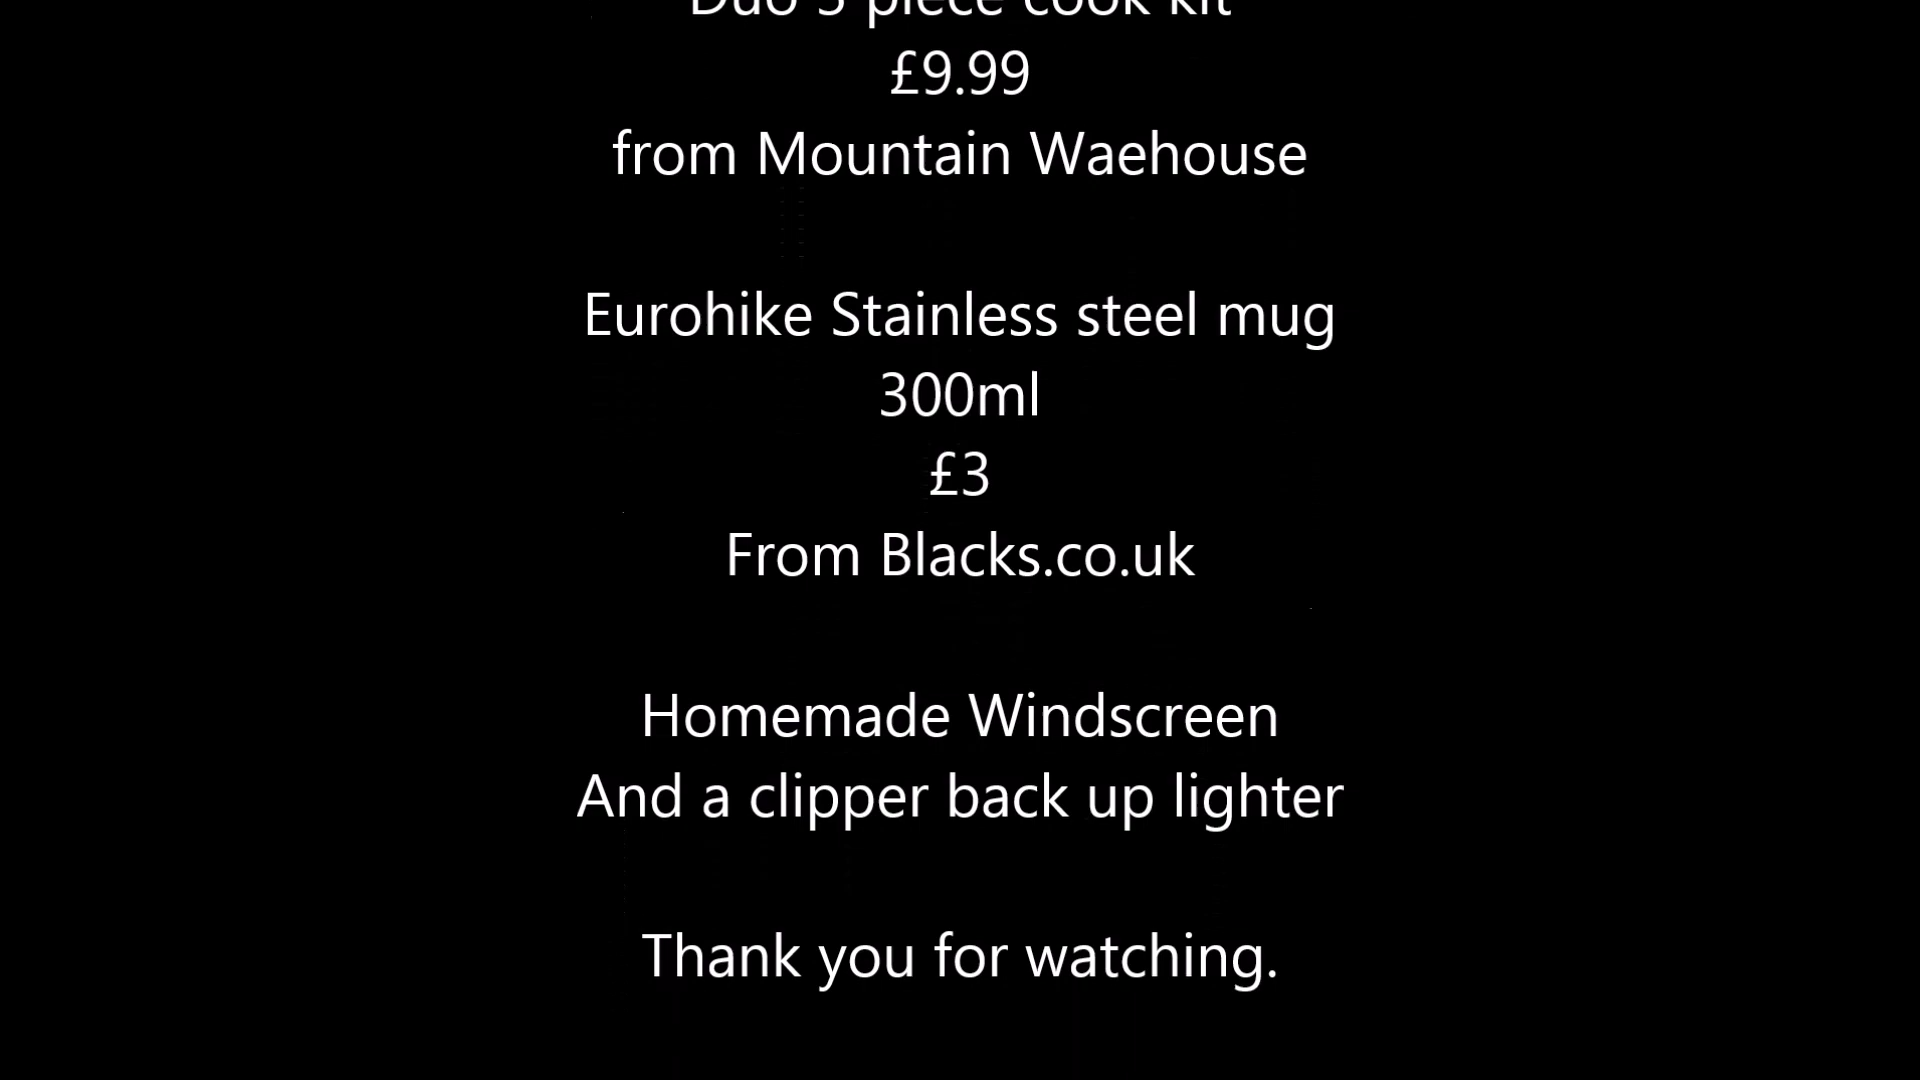 Duo 3 piece cook kit
£9.99
from Mountain Waehouse
Eurohike Stainless steel mug
300ml
£3
From Blacks.co.uk
Homemade Windscreen
And a clipper back up lighter
Thank you for watching.